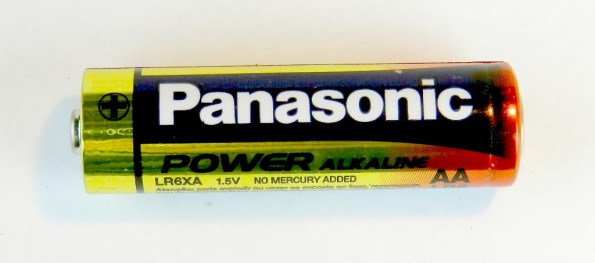 Panasonic
POWER ALKALINE
LR6XA 1.5V NO MERCURY ADDED AA